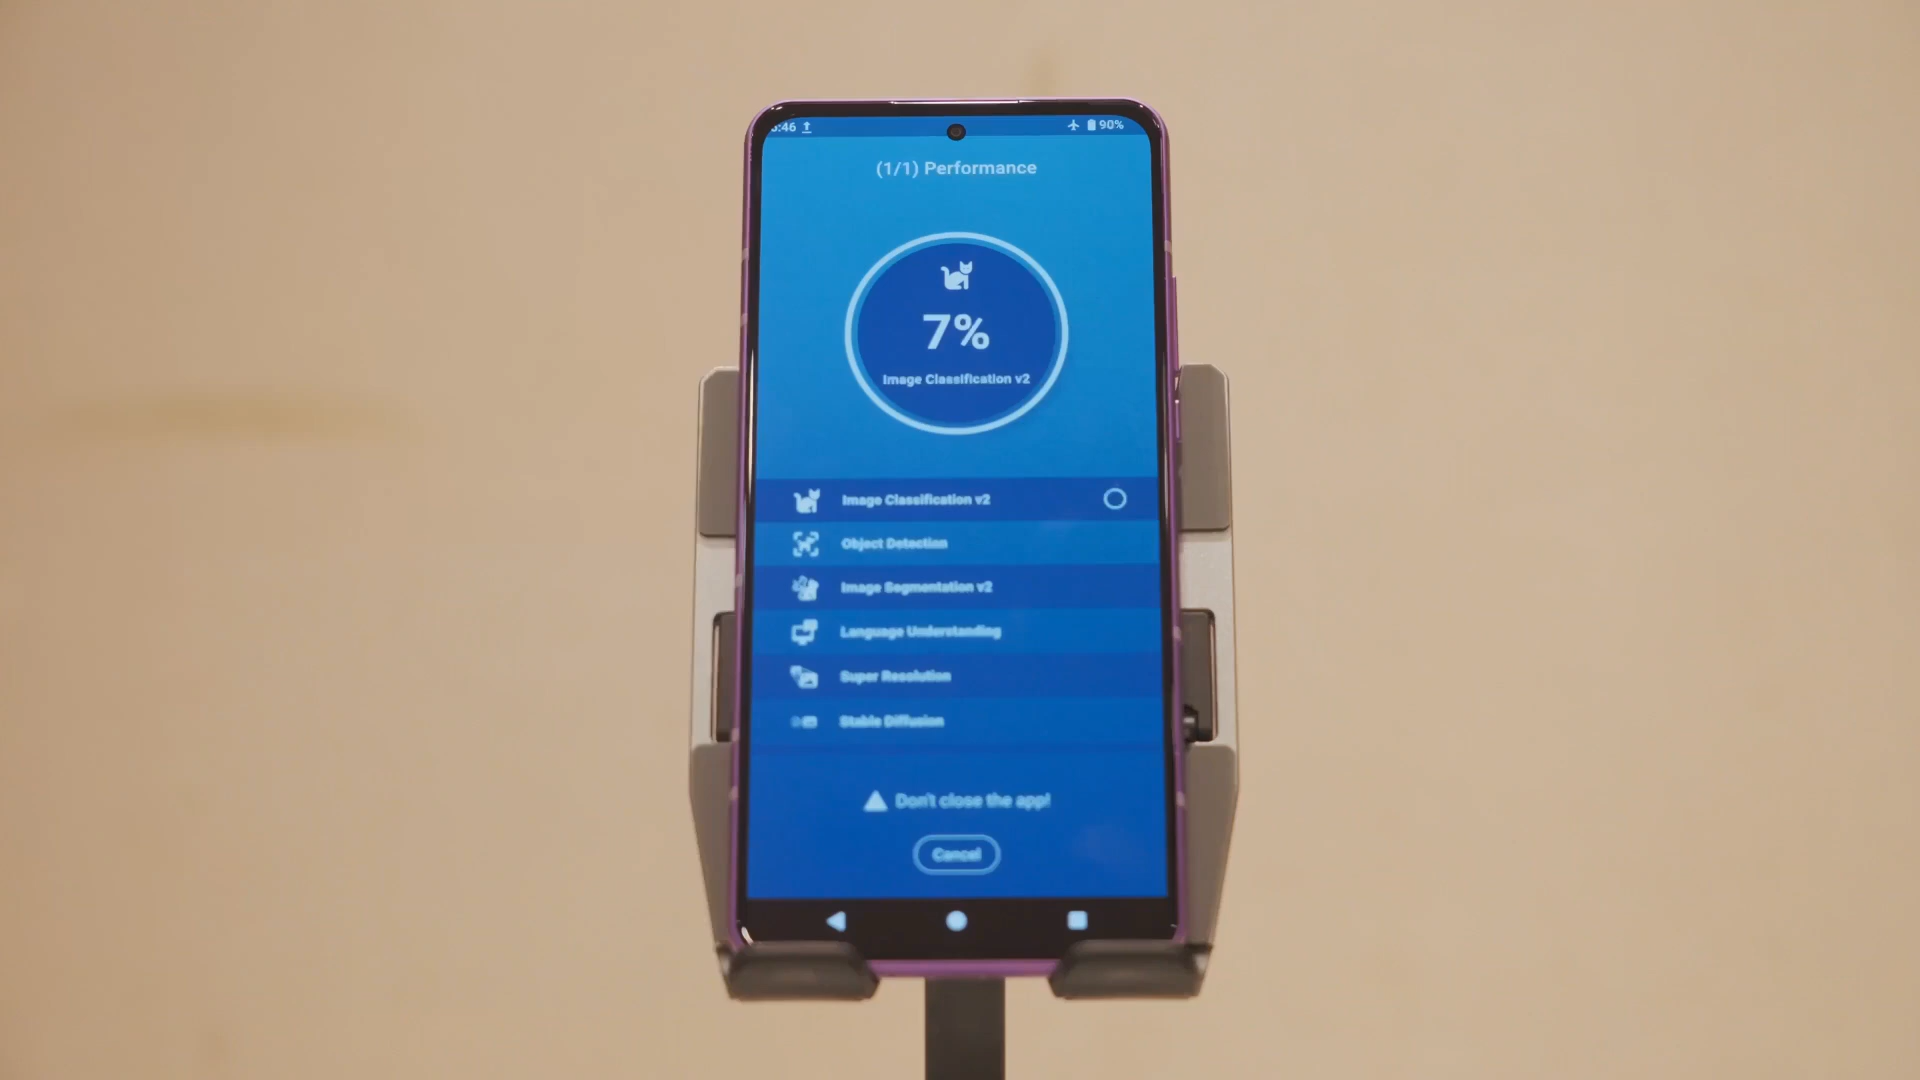 :46 90%
(1/1) Performance
7%
Image Classification v2
Image Classification v2
Object Detection
Image Segmentation v2
Language Understanding
Super Resolution
Stable Diffusion
Don't close the app!
Cancel